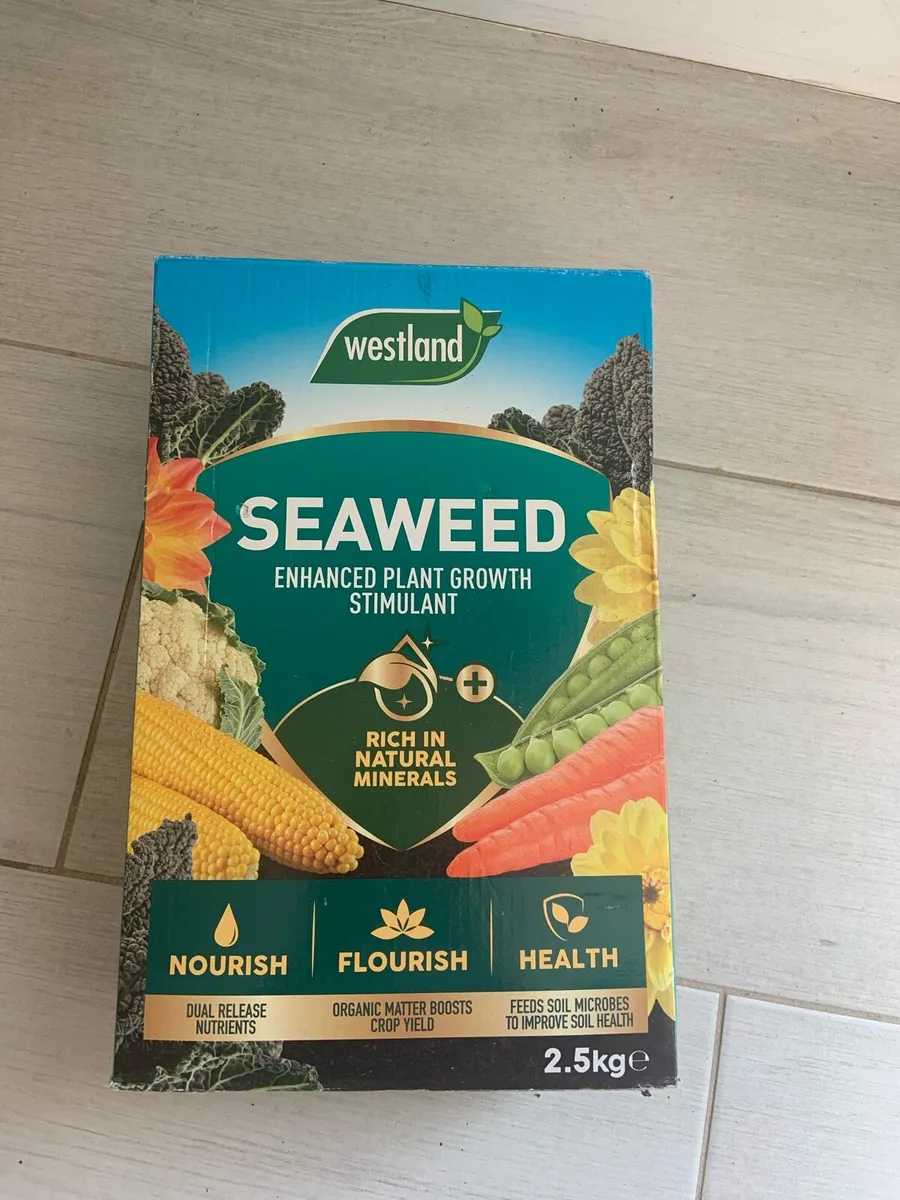 westland
SEAWEED
ENHANCED PLANT GROWTH
STIMULANT
RICH IN
NATURAL
MINERALS
NOURISH
FLOURISH
HEALTH
DUAL RELEASE
NUTRIENTS
ORGANIC MATTER BOOSTS
CROP YIELD
FEEDS SOIL MICROBES
TO IMPROVE SOIL HEALTH
2.5kg℮